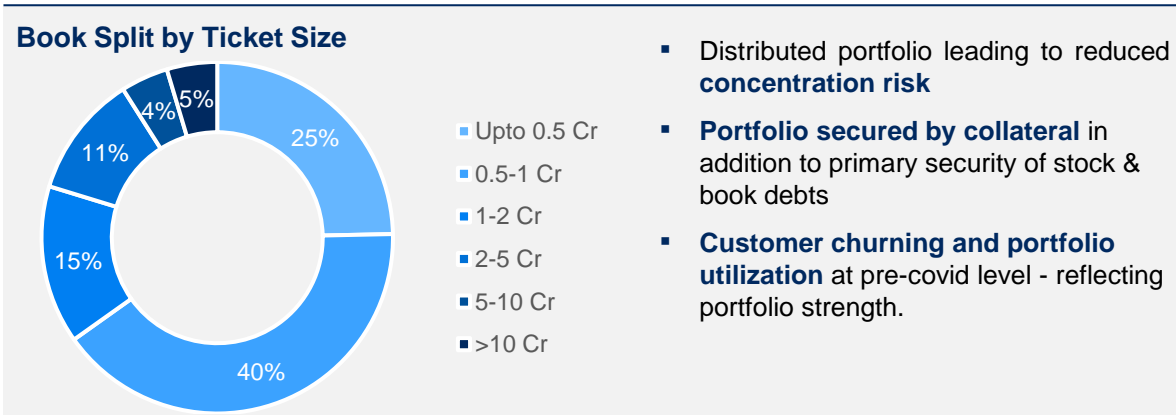 Book Split by Ticket Size
25%
40%
15%
11%
4%
5%
Upto 0.5 Cr
0.5-1 Cr
1-2 Cr
2-5 Cr
5-10 Cr
>10 Cr
▪ Distributed portfolio leading to reduced
concentration risk
▪ Portfolio secured by collateral in
addition to primary security of stock &
book debts
▪ Customer churning and portfolio
utilization at pre-covid level - reflecting
portfolio strength.